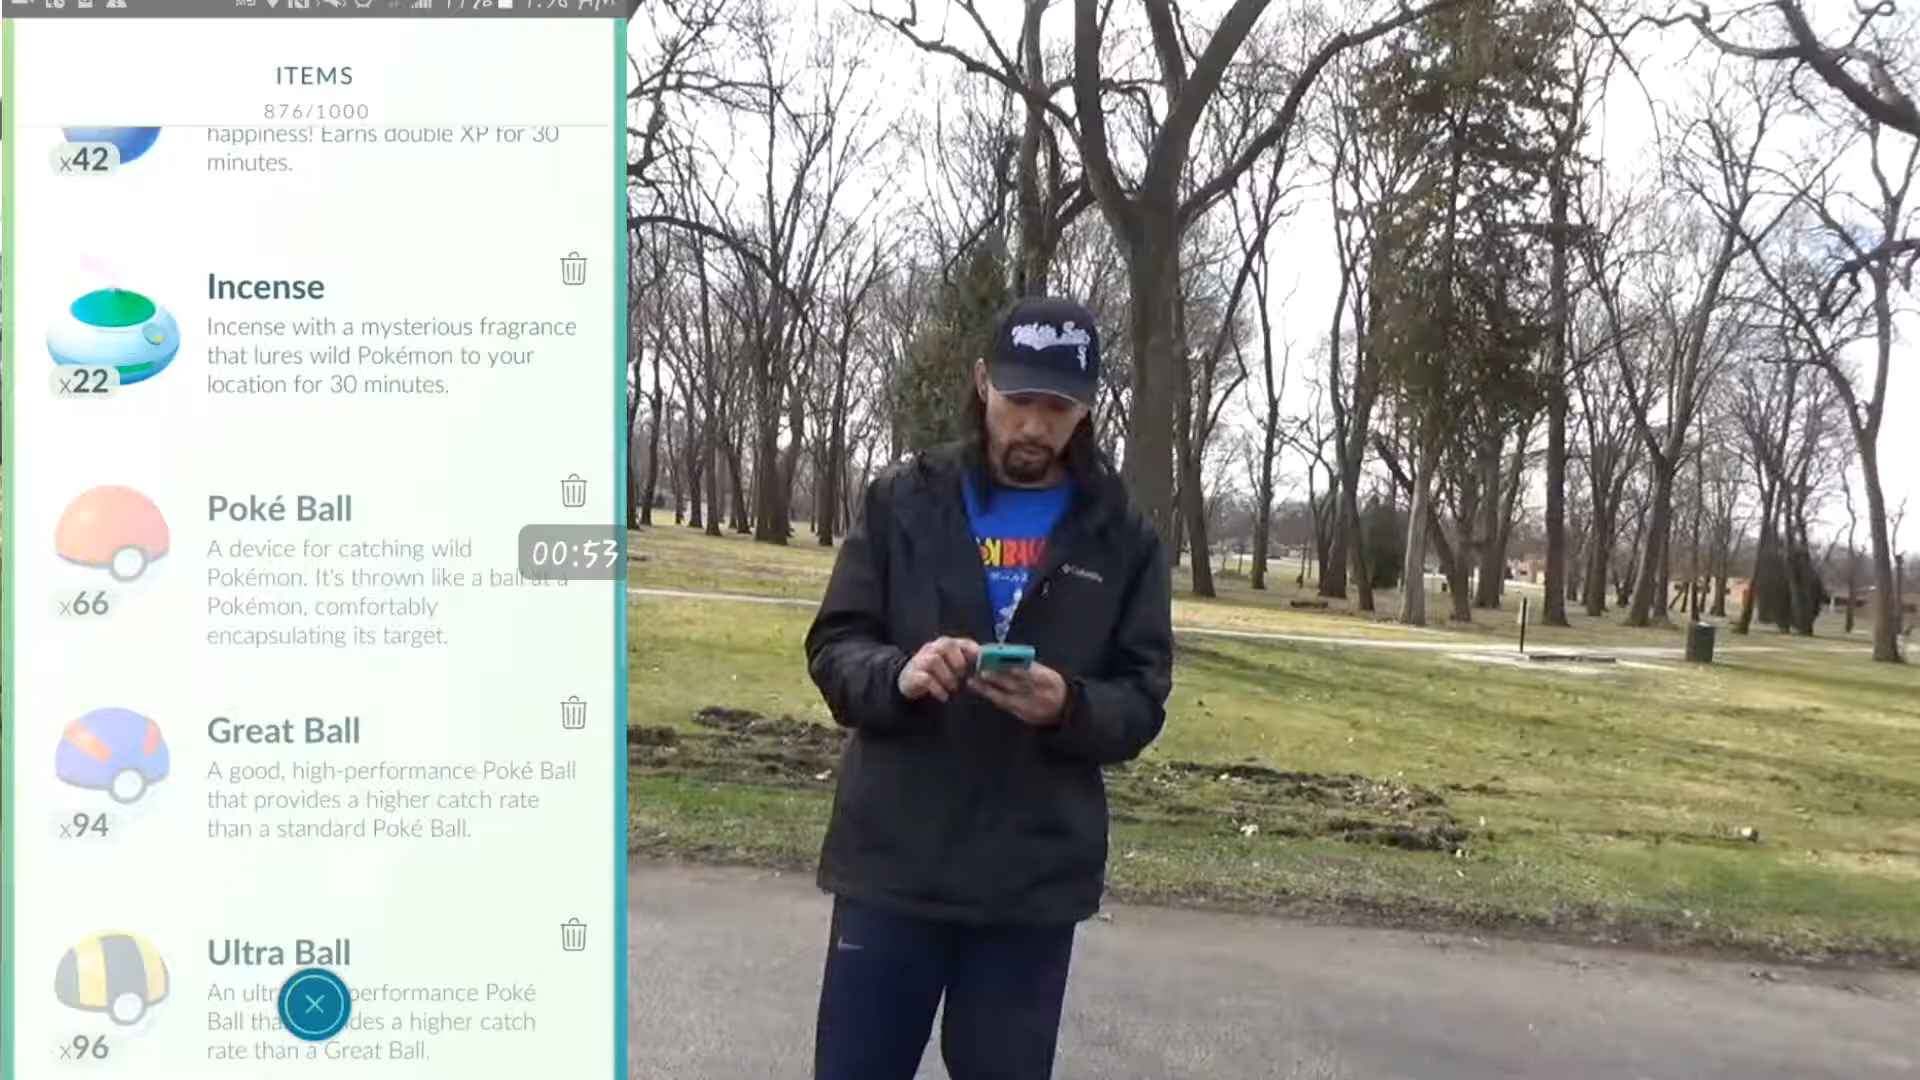 ITEMS
876/1000
happiness! Earns double XP for 30
minutes.
x42
Incense
Incense with a mysterious fragrance
that lures wild Pokémon to your
location for 30 minutes.
x22
Poké Ball
A device for catching wild
Pokémon. It's thrown like a ball at a
Pokémon, comfortably
encapsulating its target.
x66
00:53
Great Ball
A good, high-performance Poké Ball
that provides a higher catch rate
than a standard Poké Ball.
x94
Ultra Ball
An performance Poké
Ball a higher catch
rate than a Great Ball.
x96
Columbia